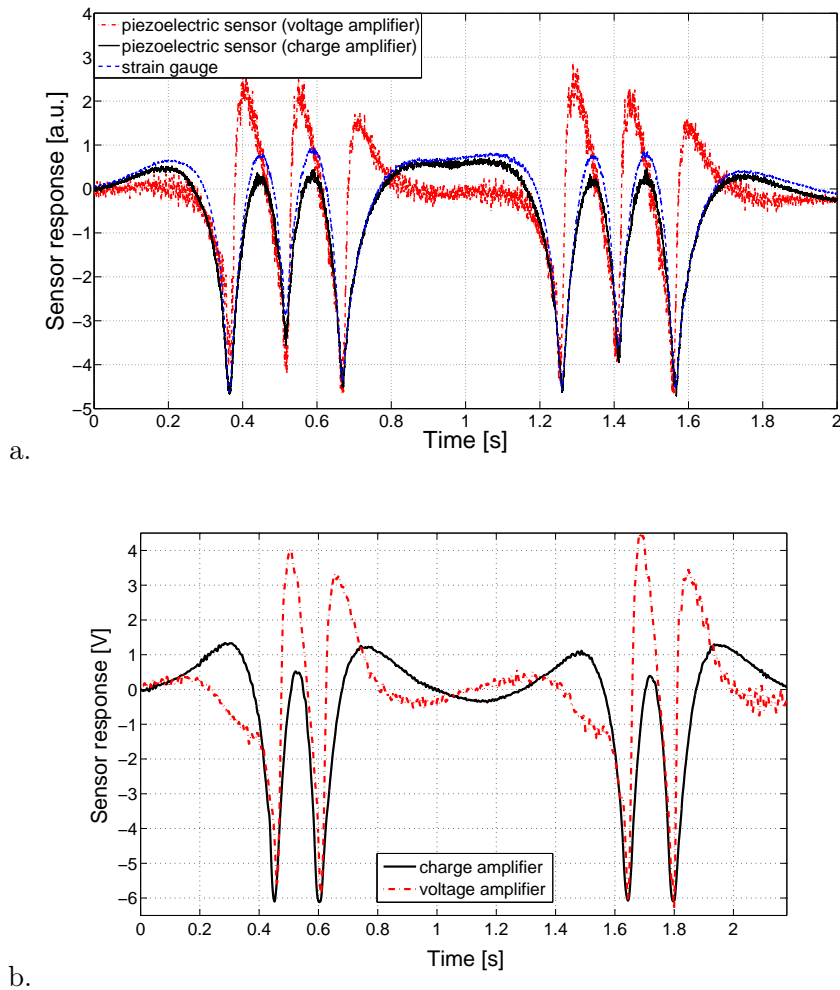 piezoelectric sensor (voltage amplifier)
piezoelectric sensor (charge amplifier)
strain gauge
4
3
2
1
0
−1
−2
−3
−4
−5
Sensor response [a.u.]
0 0.2 0.4 0.6 0.8 1 1.2 1.4 1.6 1.8 2
Time [s]
a.
4
3
2
1
0
−1
−2
−3
−4
−5
−6
Sensor response [V]
charge amplifier
voltage amplifier
0 0.2 0.4 0.6 0.8 1 1.2 1.4 1.6 1.8 2
Time [s]
b.